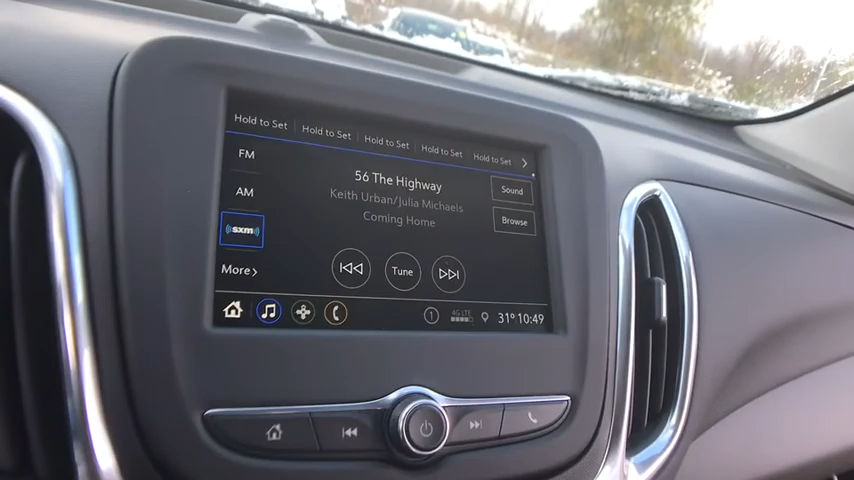 Hold to Set Hold to Set Hold to Set Hold to Set Hold to Set
FM
AM
sxm
More
56 The Highway
Keith Urban/Julia Michaels
Coming Home
Sound
Browse
Tune
1 4G LTE 31° 10:49